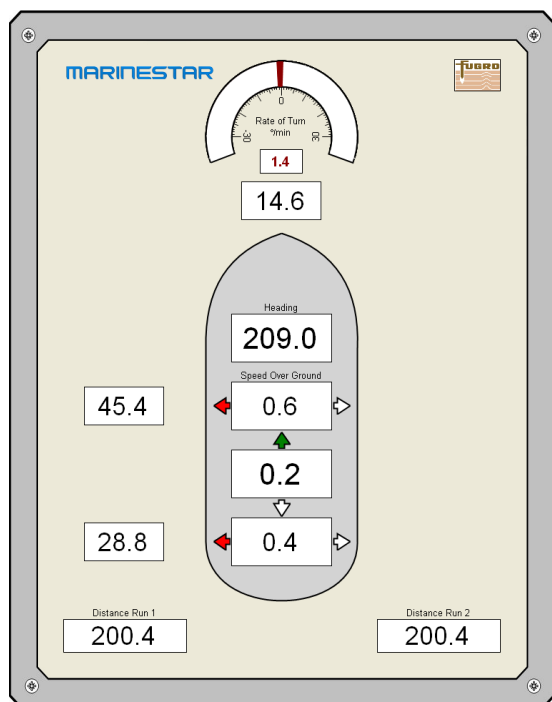 MARINESTAR
FUGRO
0
-30
30
Rate of Turn
°/min
1.4
14.6
Heading
209.0
Speed Over Ground
45.4
0.6
0.2
28.8
0.4
Distance Run 1
200.4
Distance Run 2
200.4